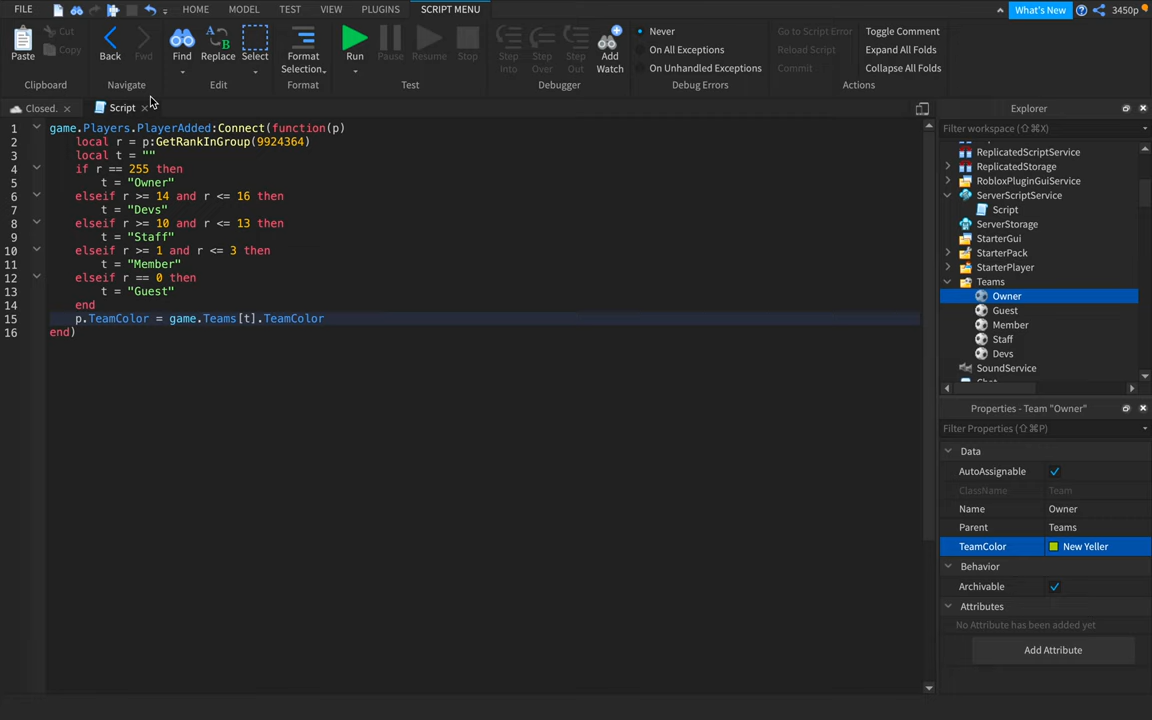 FILE HOME MODEL TEST VIEW PLUGINS SCRIPT MENU What's New 3450p
Paste Cut Copy Back Fwd Find Replace Select Format Selection Run Pause Resume Stop Step Into Step Over Step Out Add Watch
Never
On All Exceptions
On Unhandled Exceptions
Go to Script Error
Reload Script
Commit
Toggle Comment
Expand All Folds
Collapse All Folds
Clipboard Navigate Edit Format Test Debugger Debug Errors Actions
Closed. Script
1 game.Players.PlayerAdded:Connect(function(p)
2 local r = p:GetRankInGroup(9924364)
3 local t = ""
4 if r == 255 then
5 t = "Owner"
6 elseif r >= 14 and r <= 16 then
7 t = "Devs"
8 elseif r >= 10 and r <= 13 then
9 t = "Staff"
10 elseif r >= 1 and r <= 3 then
11 t = "Member"
12 elseif r == 0 then
13 t = "Guest"
14 end
15 p.TeamColor = game.Teams[t].TeamColor
16 end)
Explorer
Filter workspace (⇧⌘X)
ReplicatedScriptService
ReplicatedStorage
RobloxPluginGuiService
ServerScriptService
Script
ServerStorage
StarterGui
StarterPack
StarterPlayer
Teams
Owner
Guest
Member
Staff
Devs
SoundService
Chat
Properties - Team "Owner"
Filter Properties (⇧⌘P)
Data
AutoAssignable
ClassName Team
Name Owner
Parent Teams
TeamColor New Yeller
Behavior
Archivable
Attributes
No Attribute has been added yet
Add Attribute